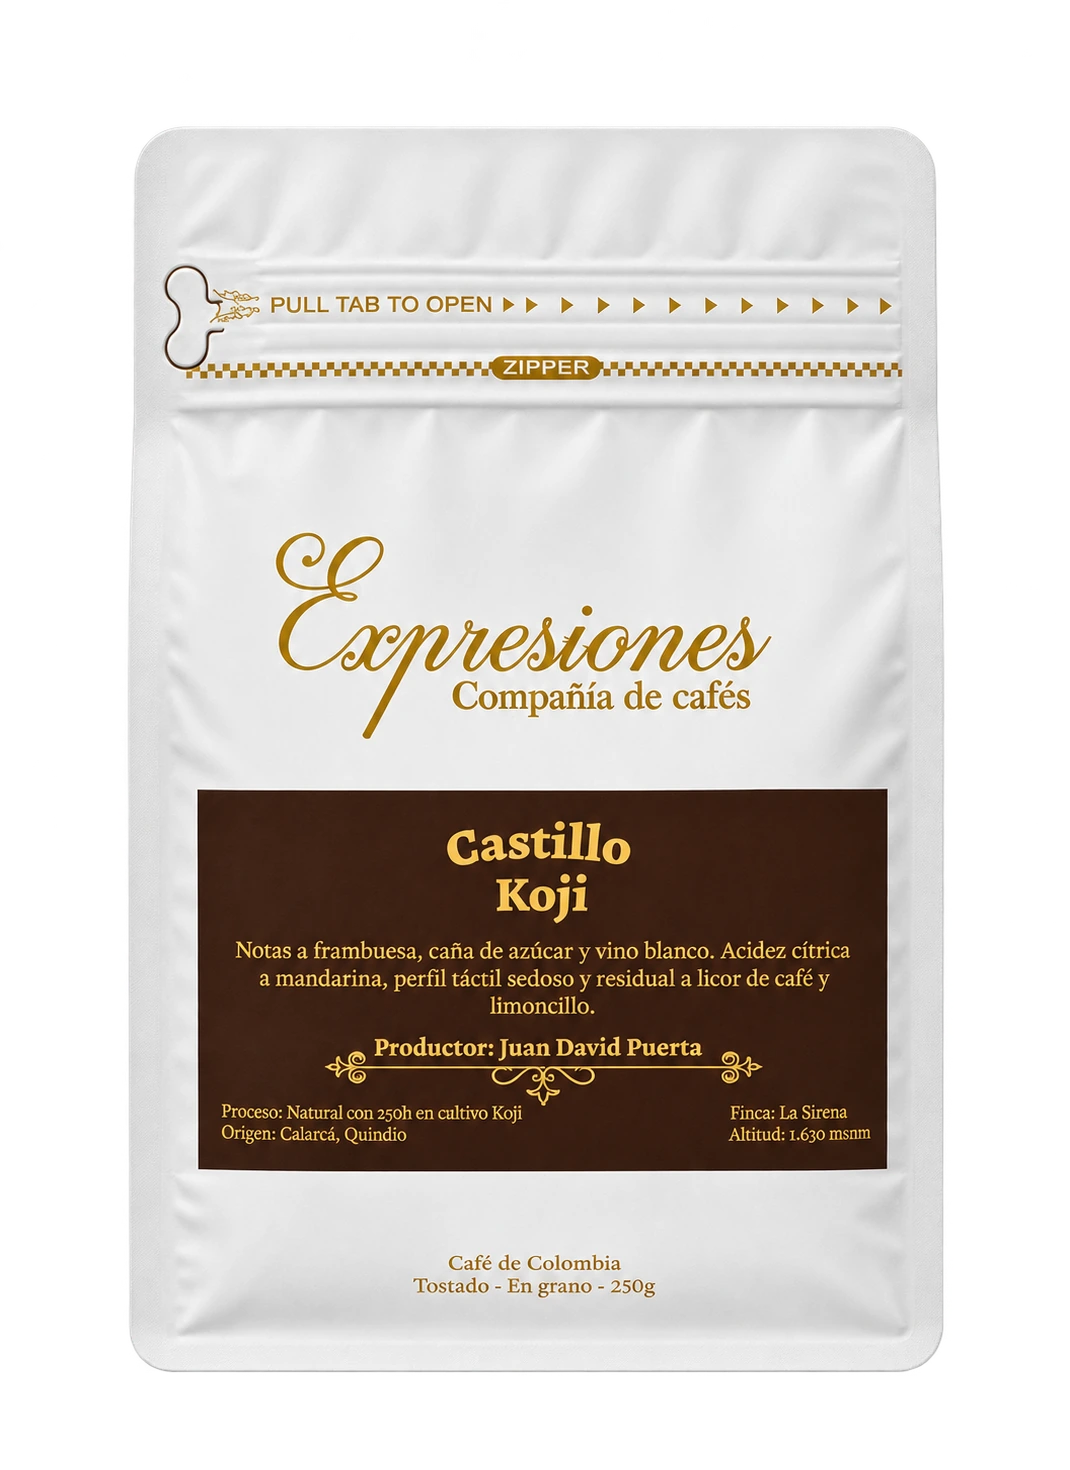 PULL TAB TO OPEN
ZIPPER
Expresiones
Compañía de cafés
Castillo
Koji
Notas a frambuesa, caña de azúcar y vino blanco. Acidez cítrica
a mandarina, perfil táctil sedoso y residual a licor de café y
limoncillo.
Productor: Juan David Puerta
Proceso: Natural con 250h en cultivo Koji
Origen: Calarcá, Quindio
Finca: La Sirena
Altitud: 1.630 msnm
Café de Colombia
Tostado - En grano - 250g